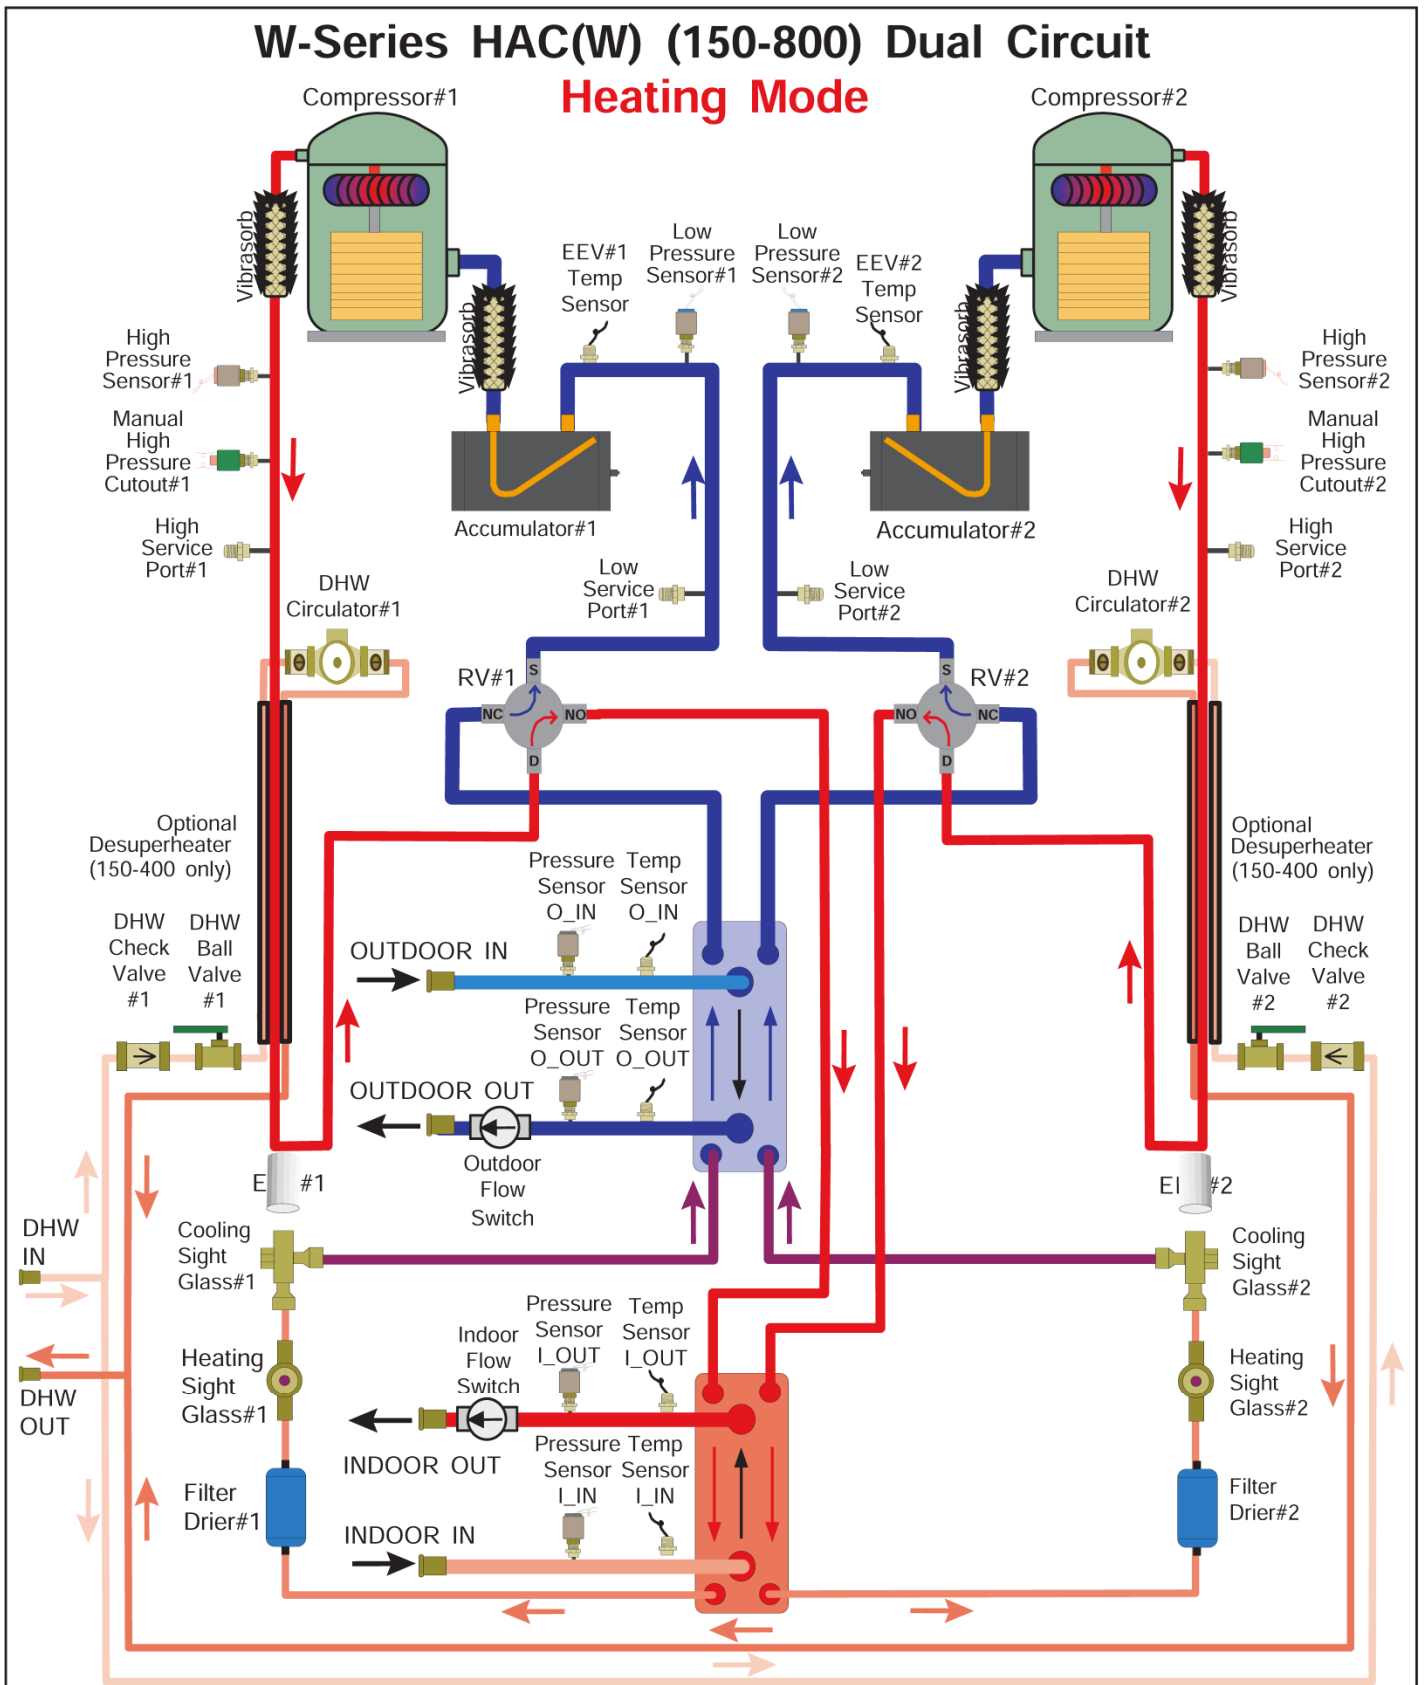 W-Series HAC(W) (150-800) Dual Circuit
Heating Mode
Compressor#1
Compressor#2
Vibrasorb
Vibrasorb
Vibrasorb
Vibrasorb
EEV#1
Temp
Sensor
Low
Pressure
Sensor#1
Low
Pressure
Sensor#2
EEV#2
Temp
Sensor
High
Pressure
Sensor#1
High
Pressure
Sensor#2
Manual
High
Pressure
Cutout#1
Manual
High
Pressure
Cutout#2
Accumulator#1
Accumulator#2
High
Service
Port#1
High
Service
Port#2
DHW
Circulator#1
Low
Service
Port#1
Low
Service
Port#2
DHW
Circulator#2
RV#1
S
NC
NO
D
RV#2
S
NO
NC
D
Optional
Desuperheater
(150-400 only)
Optional
Desuperheater
(150-400 only)
Pressure
Sensor
O_IN
Temp
Sensor
O_IN
DHW
Check
Valve
#1
DHW
Ball
Valve
#1
DHW
Ball
Valve
#2
DHW
Check
Valve
#2
OUTDOOR IN
Pressure
Sensor
O_OUT
Temp
Sensor
O_OUT
OUTDOOR OUT
Outdoor
Flow
Switch
E #1
#2
DHW
IN
Cooling
Sight
Glass#1
Cooling
Sight
Glass#2
Indoor
Flow
Switch
Pressure
Sensor
I_OUT
Temp
Sensor
I_OUT
Heating
Sight
Glass#1
Heating
Sight
Glass#2
DHW
OUT
INDOOR OUT
Pressure
Sensor
I_IN
Temp
Sensor
I_IN
Filter
Drier#1
Filter
Drier#2
INDOOR IN